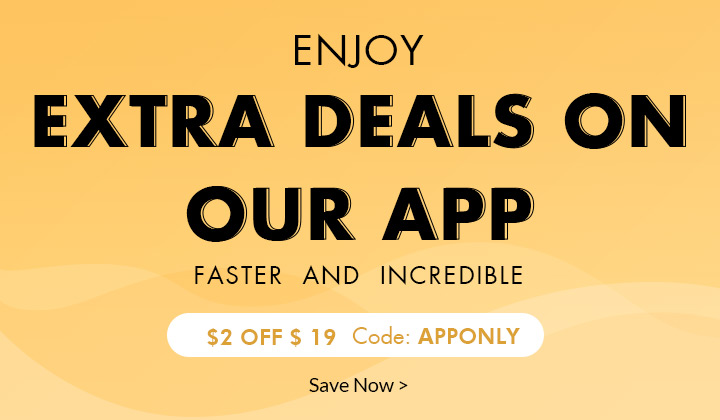 ENJOY
EXTRA DEALS ON
OUR APP
FASTER AND INCREDIBLE
$2 OFF $ 19 Code: APPONLY
Save Now >